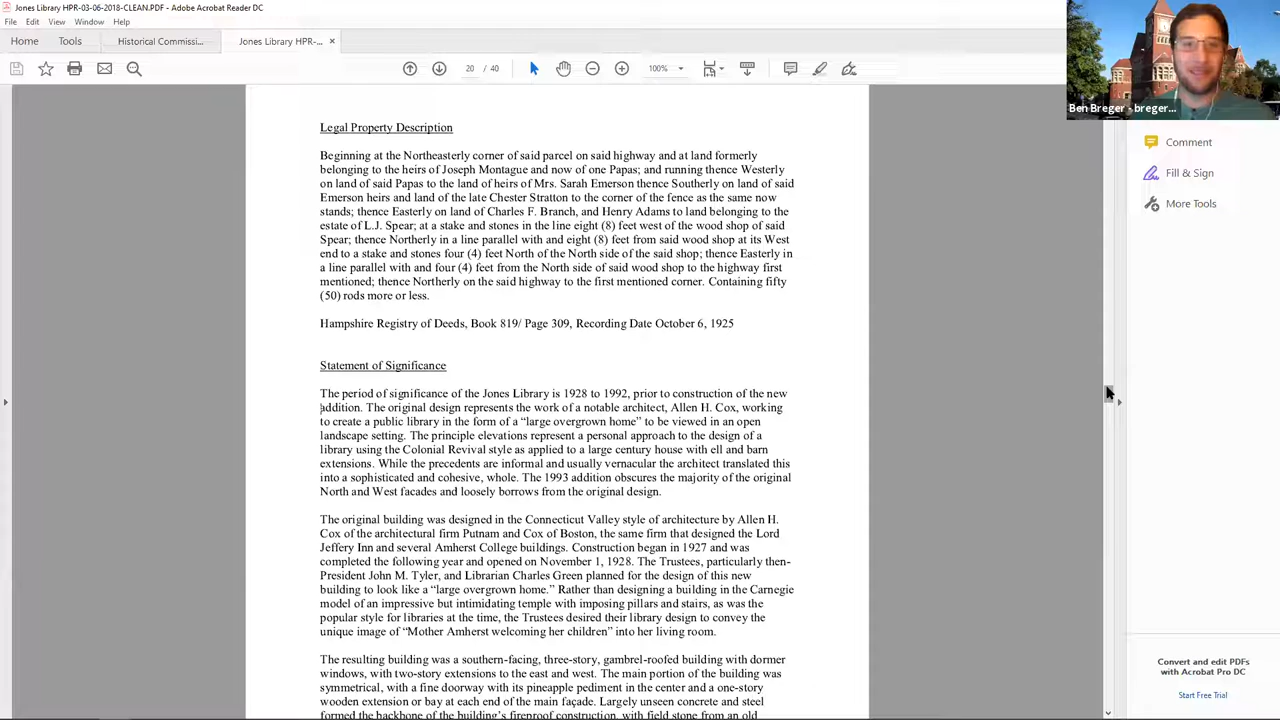 Jones Library HPR-03-06-2018-CLEAN.PDF - Adobe Acrobat Reader DC
File Edit View Window Help
Home Tools Historical Commissi... Jones Library HPR-... ×
20 / 40 100%
Ben Breger - breger...
Comment
Fill & Sign
More Tools
Legal Property Description
Beginning at the Northeasterly corner of said parcel on said highway and at land formerly
belonging to the heirs of Joseph Montague and now of one Papas; and running thence Westerly
on land of said Papas to the land of heirs of Mrs. Sarah Emerson thence Southerly on land of said
Emerson heirs and land of the late Chester Stratton to the corner of the fence as the same now
stands; thence Easterly on land of Charles F. Branch, and Henry Adams to land belonging to the
estate of L.J. Spear; at a stake and stones in the line eight (8) feet west of the wood shop of said
Spear; thence Northerly in a line parallel with and eight (8) feet from said wood shop at its West
end to a stake and stones four (4) feet North of the North side of the said shop; thence Easterly in
a line parallel with and four (4) feet from the North side of said wood shop to the highway first
mentioned; thence Northerly on the said highway to the first mentioned corner. Containing fifty
(50) rods more or less.
Hampshire Registry of Deeds, Book 819/ Page 309, Recording Date October 6, 1925
Statement of Significance
The period of significance of the Jones Library is 1928 to 1992, prior to construction of the new
addition. The original design represents the work of a notable architect, Allen H. Cox, working
to create a public library in the form of a “large overgrown home” to be viewed in an open
landscape setting. The principle elevations represent a personal approach to the design of a
library using the Colonial Revival style as applied to a large century house with ell and barn
extensions. While the precedents are informal and usually vernacular the architect translated this
into a sophisticated and cohesive, whole. The 1993 addition obscures the majority of the original
North and West facades and loosely borrows from the original design.
The original building was designed in the Connecticut Valley style of architecture by Allen H.
Cox of the architectural firm Putnam and Cox of Boston, the same firm that designed the Lord
Jeffery Inn and several Amherst College buildings. Construction began in 1927 and was
completed the following year and opened on November 1, 1928. The Trustees, particularly then-
President John M. Tyler, and Librarian Charles Green planned for the design of this new
building to look like a “large overgrown home.” Rather than designing a building in the Carnegie
model of an impressive but intimidating temple with imposing pillars and stairs, as was the
popular style for libraries at the time, the Trustees desired their library design to convey the
unique image of “Mother Amherst welcoming her children” into her living room.
The resulting building was a southern-facing, three-story, gambrel-roofed building with dormer
windows, with two-story extensions to the east and west. The main portion of the building was
symmetrical, with a fine doorway with its pineapple pediment in the center and a one-story
wooden extension or bay at each end of the main façade. Largely unseen concrete and steel
formed the backbone of the building’s fireproof construction, with field stone from an old
Convert and edit PDFs
with Acrobat Pro DC
Start Free Trial